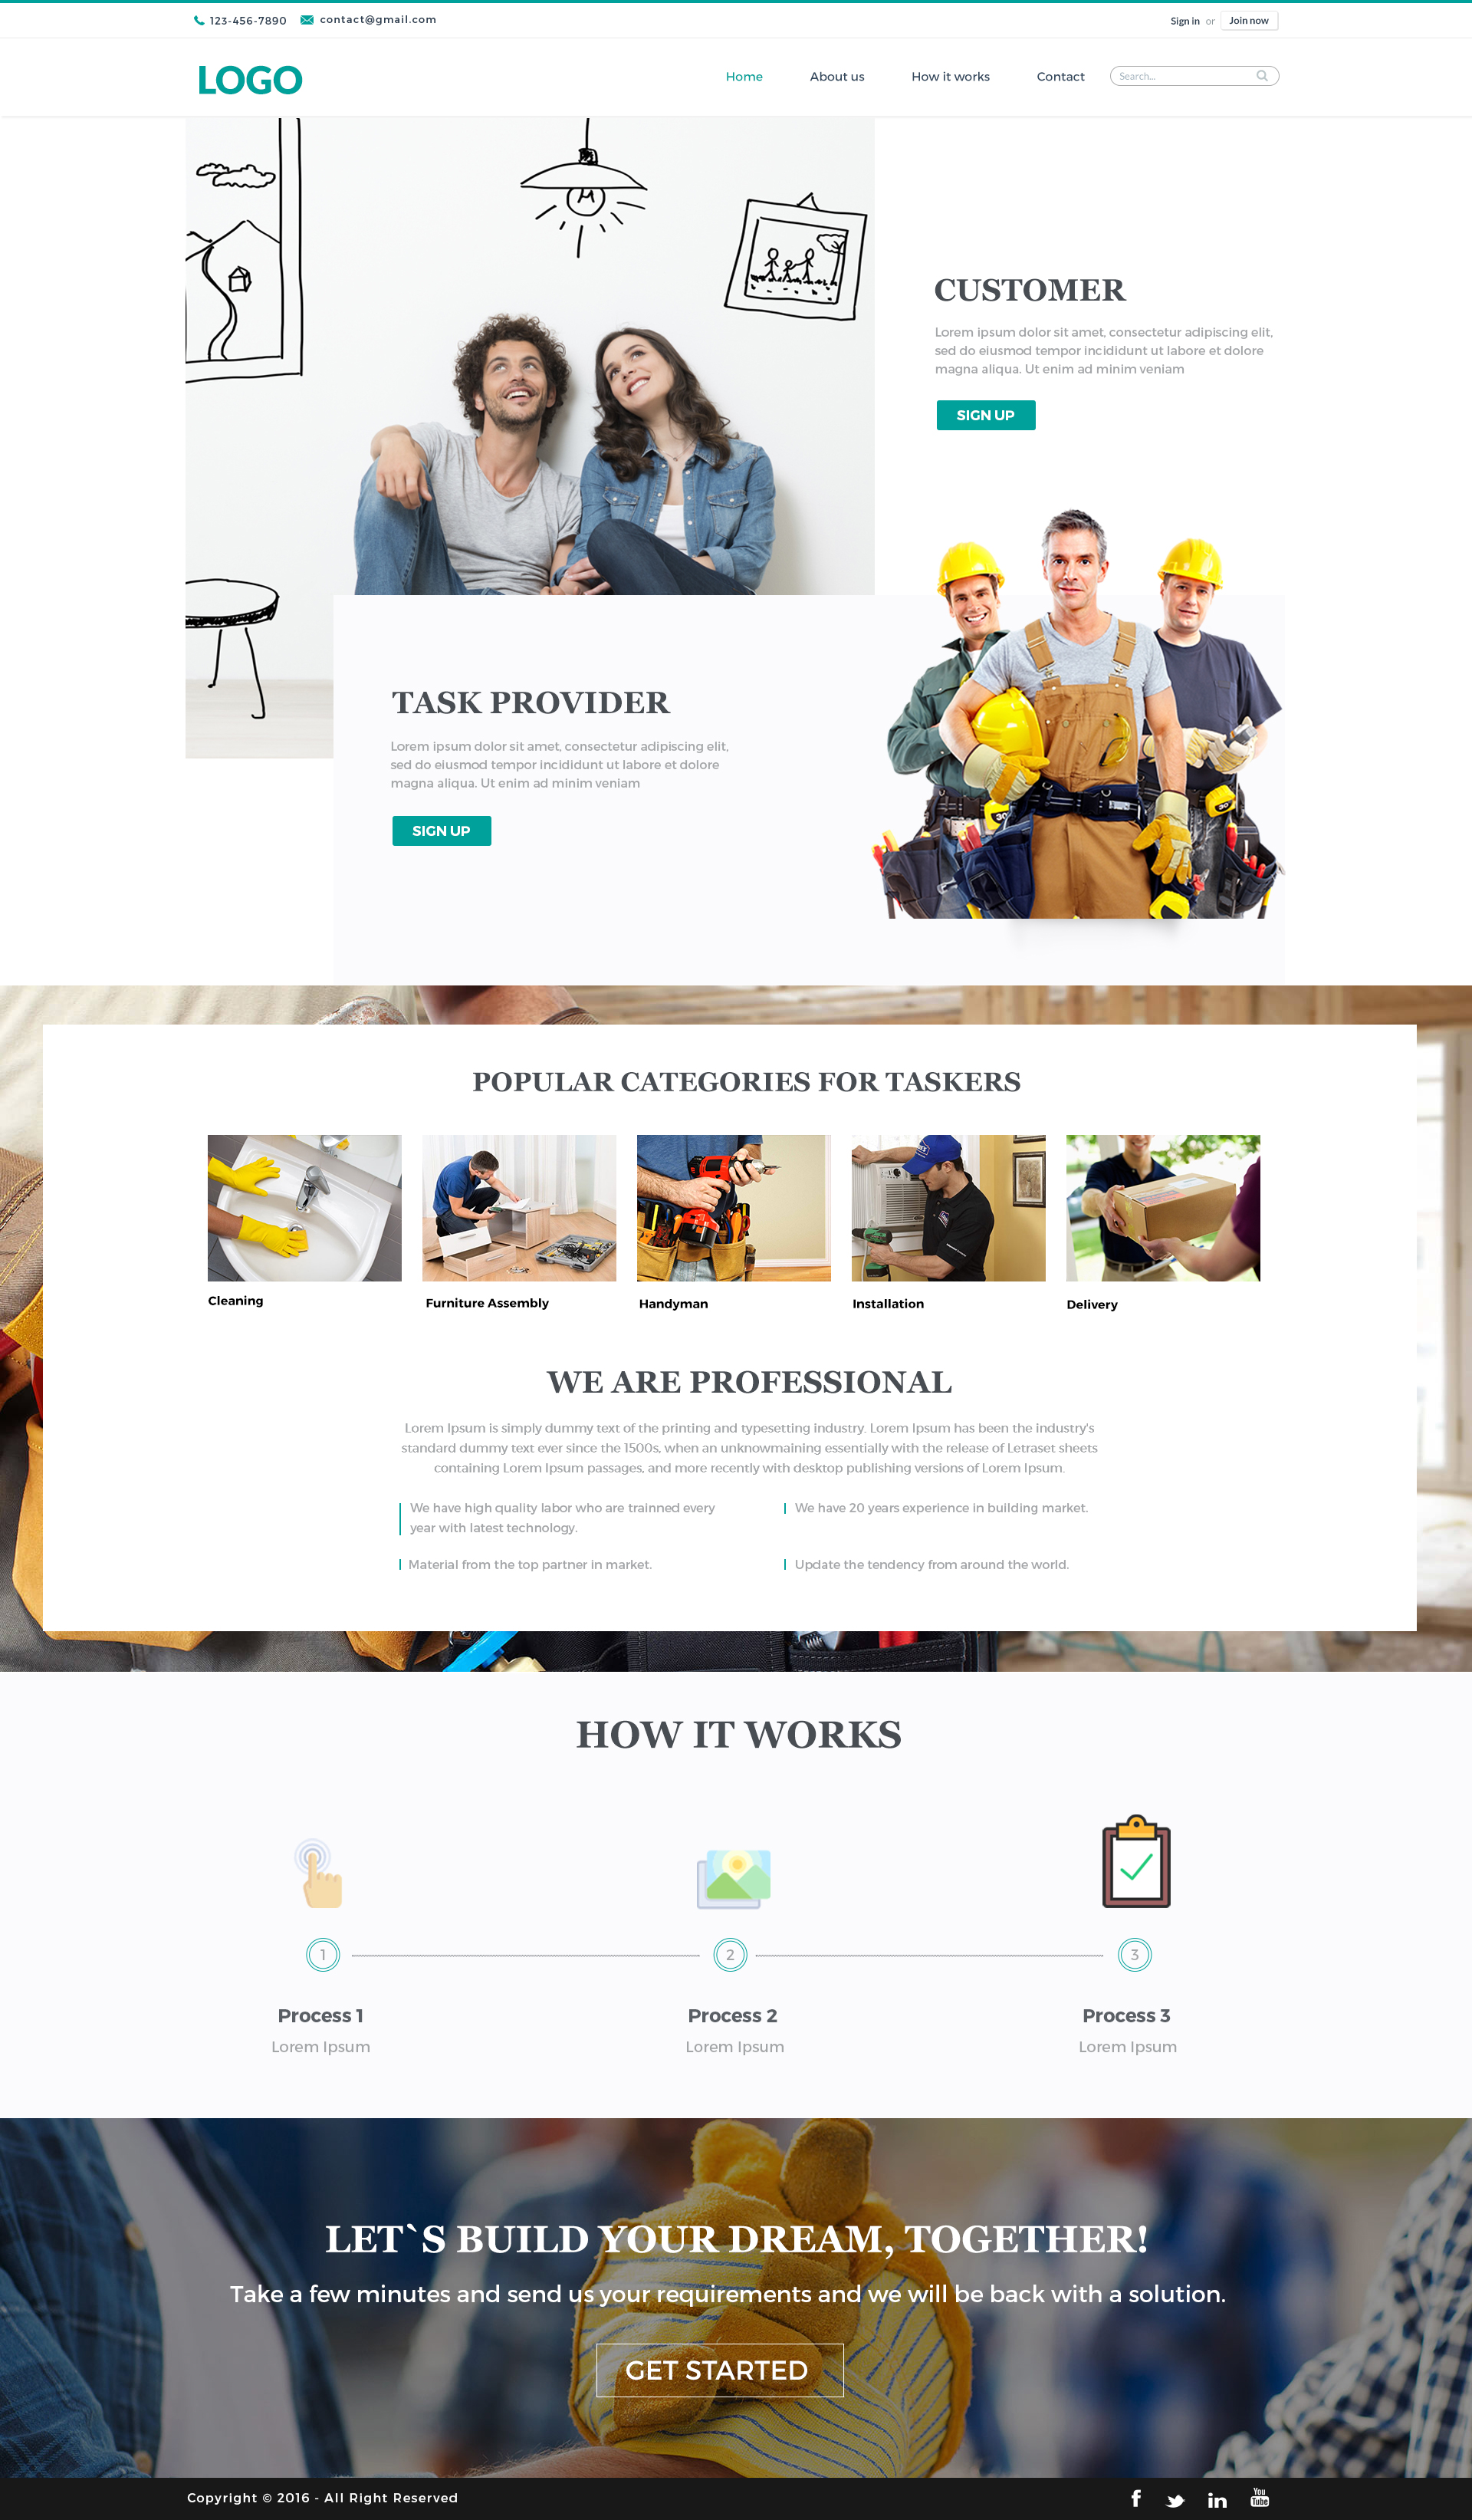 123-456-7890 contact@gmail.com Sign in or Join now
LOGO Home About us How it works Contact Search...
CUSTOMER
Lorem ipsum dolor sit amet, consectetur adipiscing elit,
sed do eiusmod tempor incididunt ut labore et dolore
magna aliqua. Ut enim ad minim veniam
SIGN UP
TASK PROVIDER
Lorem ipsum dolor sit amet, consectetur adipiscing elit,
sed do eiusmod tempor incididunt ut labore et dolore
magna aliqua. Ut enim ad minim veniam
SIGN UP
POPULAR CATEGORIES FOR TASKERS
Cleaning Furniture Assembly Handyman Installation Delivery
WE ARE PROFESSIONAL
Lorem Ipsum is simply dummy text of the printing and typesetting industry. Lorem Ipsum has been the industry's
standard dummy text ever since the 1500s, when an unknowmaining essentially with the release of Letraset sheets
containing Lorem Ipsum passages, and more recently with desktop publishing versions of Lorem Ipsum.
We have high quality labor who are trainned every
year with latest technology.
We have 20 years experience in building market.
Material from the top partner in market.
Update the tendency from around the world.
HOW IT WORKS
1 2 3
Process 1 Process 2 Process 3
Lorem Ipsum Lorem Ipsum Lorem Ipsum
LET`S BUILD YOUR DREAM, TOGETHER!
Take a few minutes and send us your requirements and we will be back with a solution.
GET STARTED
Copyright © 2016 - All Right Reserved f in You Tube